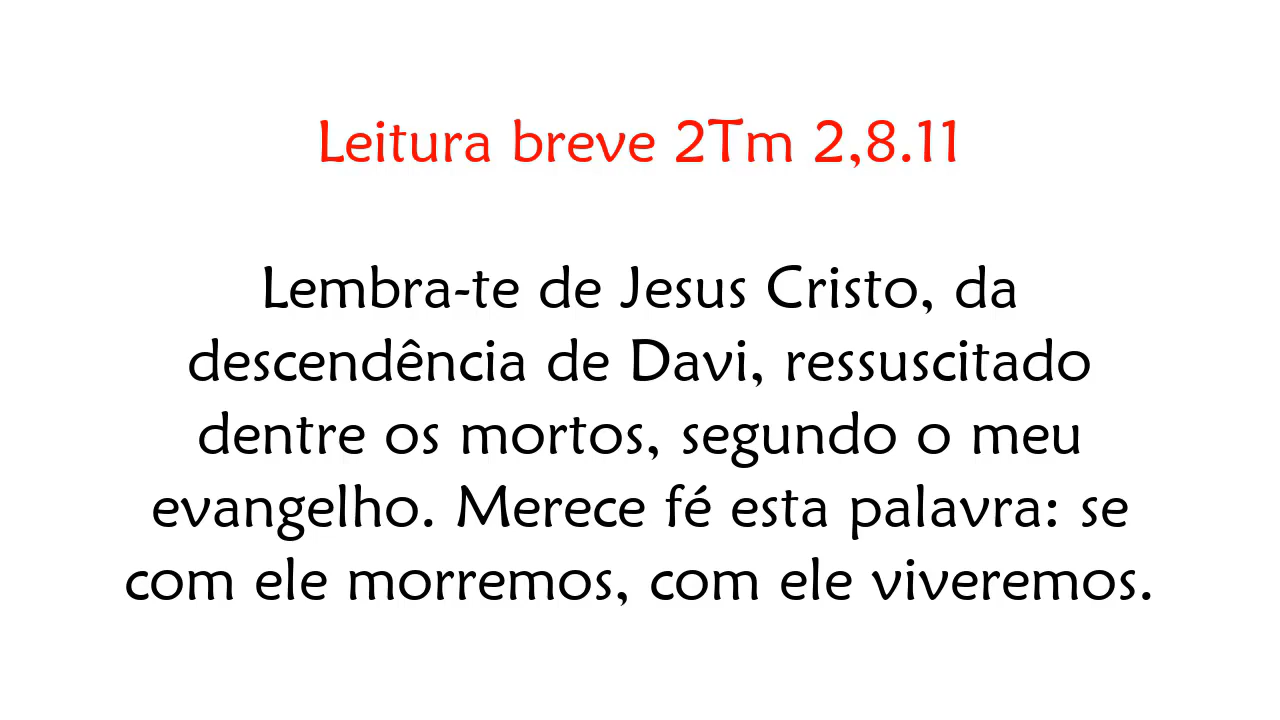 Leitura breve 2Tm 2,8.11
Lembra-te de Jesus Cristo, da
descendência de Davi, ressuscitado
dentre os mortos, segundo o meu
evangelho. Merece fé esta palavra: se
com ele morremos, com ele viveremos.